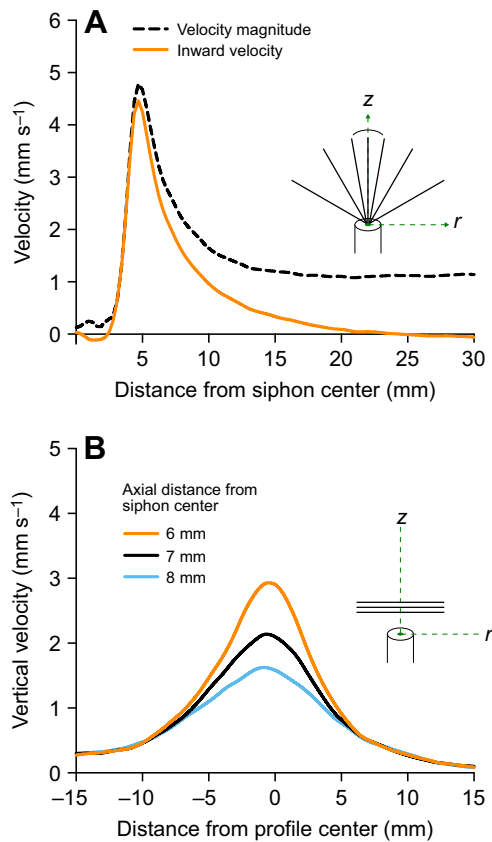 A
Velocity magnitude
Inward velocity
6
5
4
3
2
1
0
Velocity (mm s–1)
z
r
5 10 15 20 25 30
Distance from siphon center (mm)
B
5
4
3
2
1
0
Vertical velocity (mm s–1)
Axial distance from
siphon center
6 mm
7 mm
8 mm
z
r
–15 –10 –5 0 5 10 15
Distance from profile center (mm)